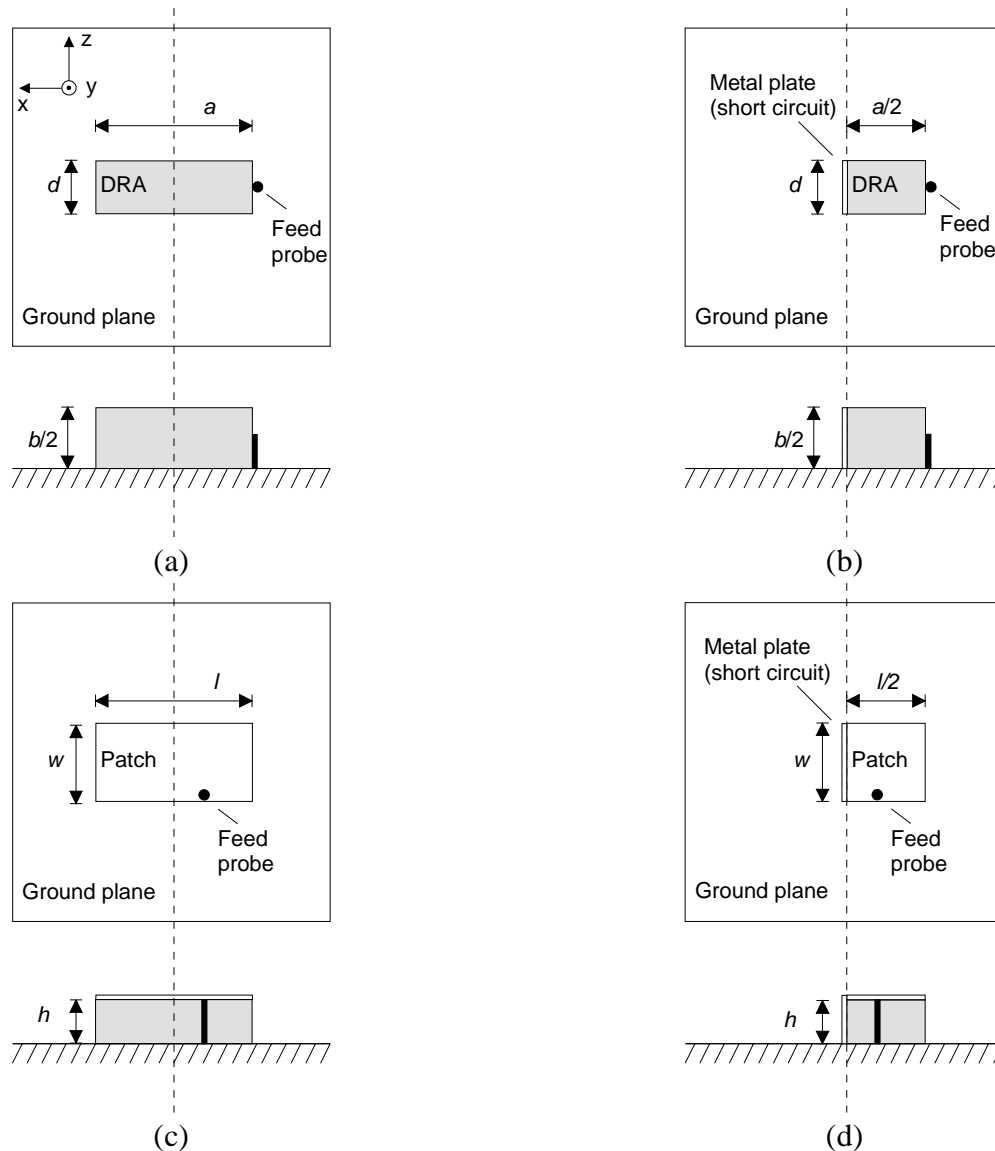 z
y
x
a
d
DRA
Feed
probe
Ground plane
b/2
(a)
Metal plate
(short circuit)
a/2
d
DRA
Feed
probe
Ground plane
b/2
(b)
l
w
Patch
Feed
probe
Ground plane
h
(c)
Metal plate
(short circuit)
l/2
w
Patch
Feed
probe
Ground plane
h
(d)